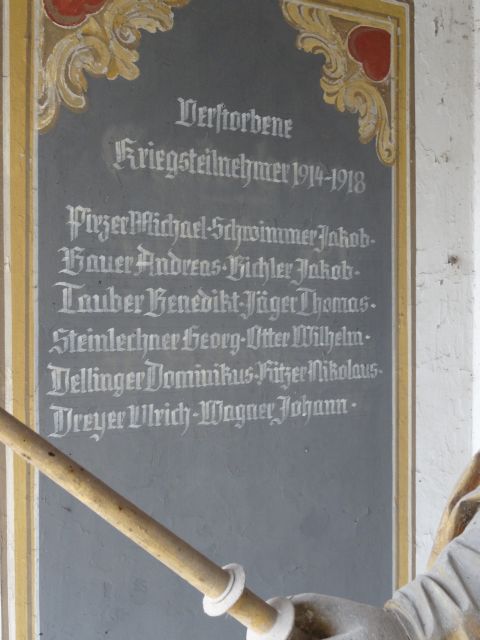 Verstorbene
Kriegsteilnehmer 1914-1918
Pirzer Michael·Schwimmer Jakob·
Bauer Andreas·Bichler Jakob·
Tauber Benedikt·Jäger Thomas·
Steinlechner Georg·Otter Wilhelm·
Dellinger Dominikus·Fitzer Nikolaus·
Dreyer Ulrich·Wagner Johann·